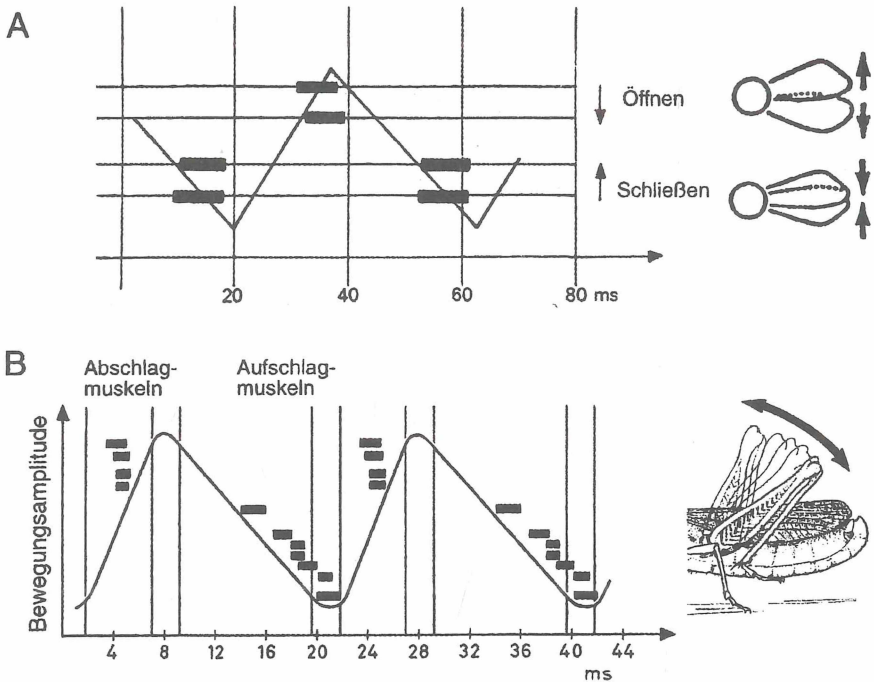 A
Öffnen
Schließen
20 40 60 80 ms
B
Abschlag-
muskeln
Aufschlag-
muskeln
Bewegungsamplitude
4 8 12 16 20 24 28 32 36 40 44
ms